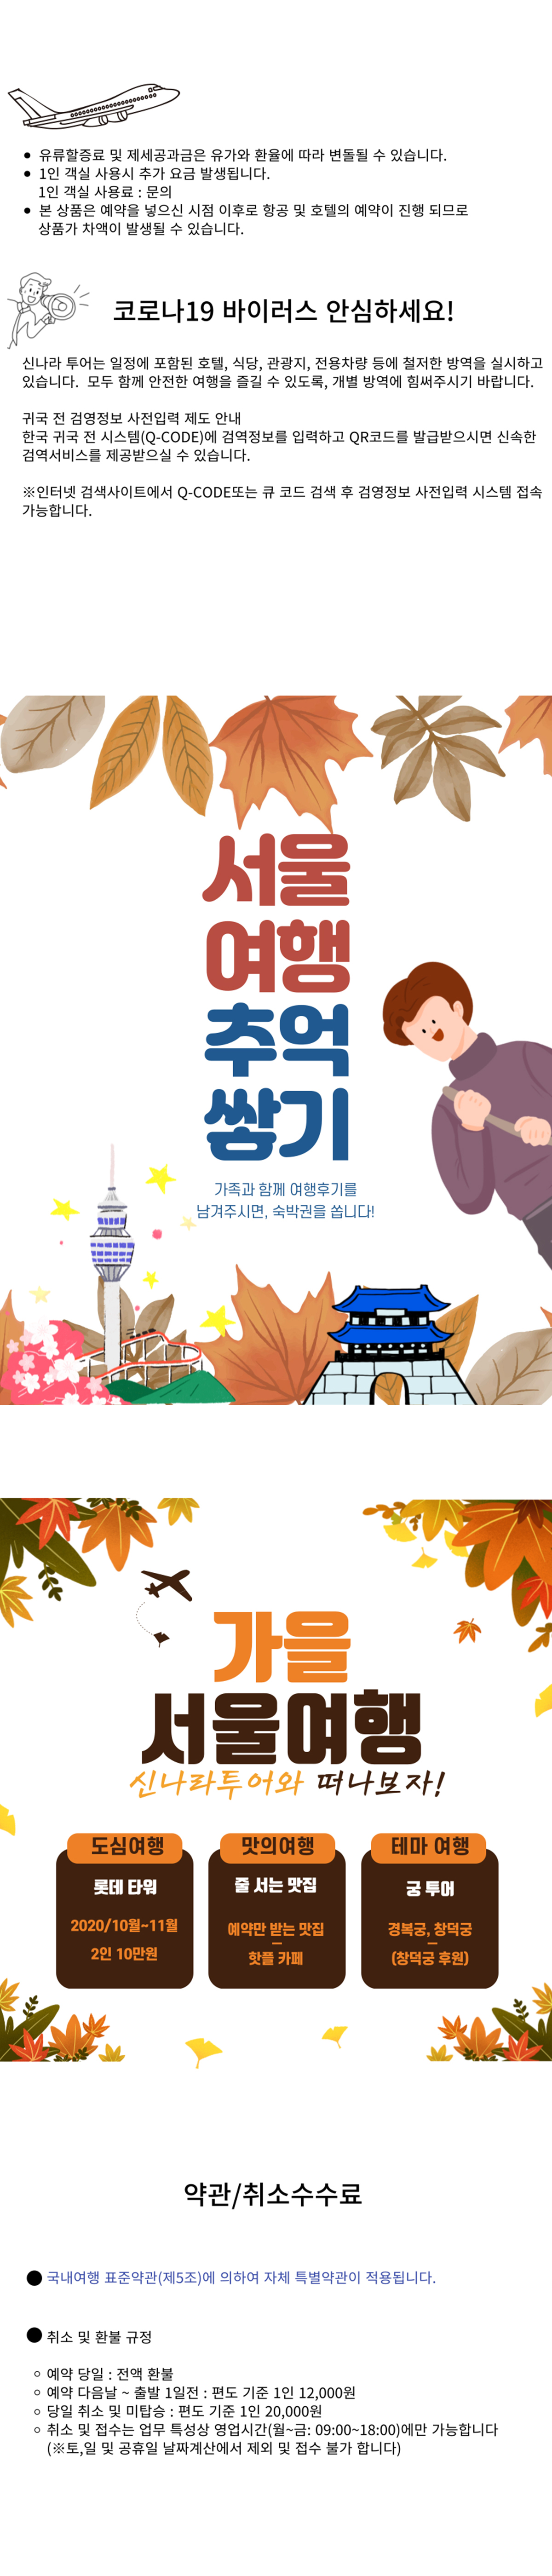 유류할증료 및 제세공과금은 유가와 환율에 따라 변돌될 수 있습니다.
1인 객실 사용시 추가 요금 발생됩니다.
1인 객실 사용료 : 문의
본 상품은 예약을 넣으신 시점 이후로 항공 및 호텔의 예약이 진행 되므로
상품가 차액이 발생될 수 있습니다.
코로나19 바이러스 안심하세요!
신나라 투어는 일정에 포함된 호텔, 식당, 관광지, 전용차량 등에 철저한 방역을 실시하고
있습니다. 모두 함께 안전한 여행을 즐길 수 있도록, 개별 방역에 힘써주시기 바랍니다.
귀국 전 검영정보 사전입력 제도 안내
한국 귀국 전 시스템(Q-CODE)에 검역정보를 입력하고 QR코드를 발급받으시면 신속한
검역서비스를 제공받으실 수 있습니다.
※인터넷 검색사이트에서 Q-CODE또는 큐 코드 검색 후 검영정보 사전입력 시스템 접속
가능합니다.
서울
여행
추억
쌓기
가족과 함께 여행후기를
남겨주시면, 숙박권을 쏩니다!
가을
서울여행
신나라투어와 떠나보자!
도심여행
롯데 타워
2020/10월~11월
2인 10만원
맛의여행
줄 서는 맛집
예약만 받는 맛집
핫플 카페
테마 여행
궁 투어
경복궁, 창덕궁
(창덕궁 후원)
약관/취소수수료
국내여행 표준약관(제5조)에 의하여 자체 특별약관이 적용됩니다.
취소 및 환불 규정
예약 당일 : 전액 환불
예약 다음날 ~ 출발 1일전 : 편도 기준 1인 12,000원
당일 취소 및 미탑승 : 편도 기준 1인 20,000원
취소 및 접수는 업무 특성상 영업시간(월~금: 09:00~18:00)에만 가능합니다
(※토,일 및 공휴일 날짜계산에서 제외 및 접수 불가 합니다)